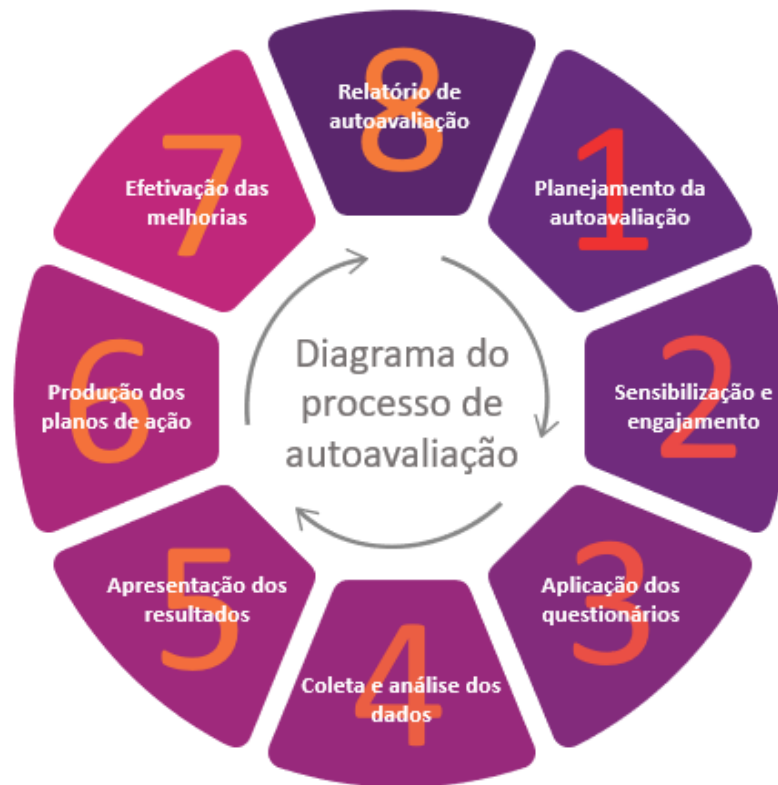 8
Relatório de
autoavaliação
1
Planejamento da
autoavaliação
2
Sensibilização e
engajamento
3
Aplicação dos
questionários
4
Coleta e análise dos
dados
5
Apresentação dos
resultados
6
Produção dos
planos de ação
7
Efetivação das
melhorias
Diagrama do
processo de
autoavaliação